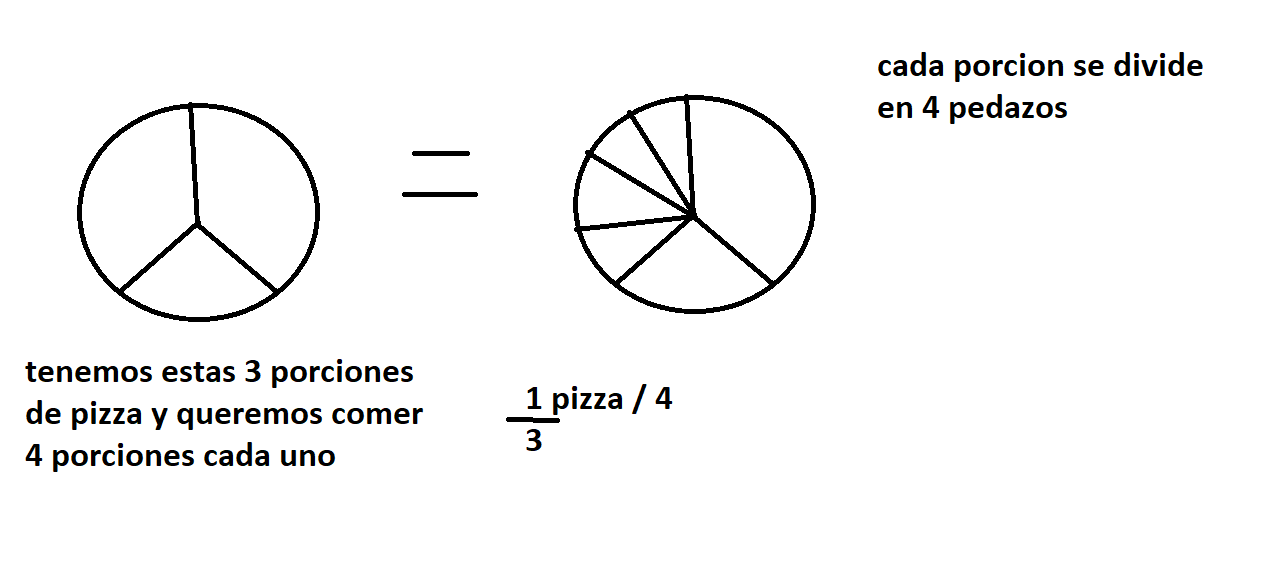 cada porcion se divide
en 4 pedazos
tenemos estas 3 porciones
de pizza y queremos comer
4 porciones cada uno
1 pizza / 4
3